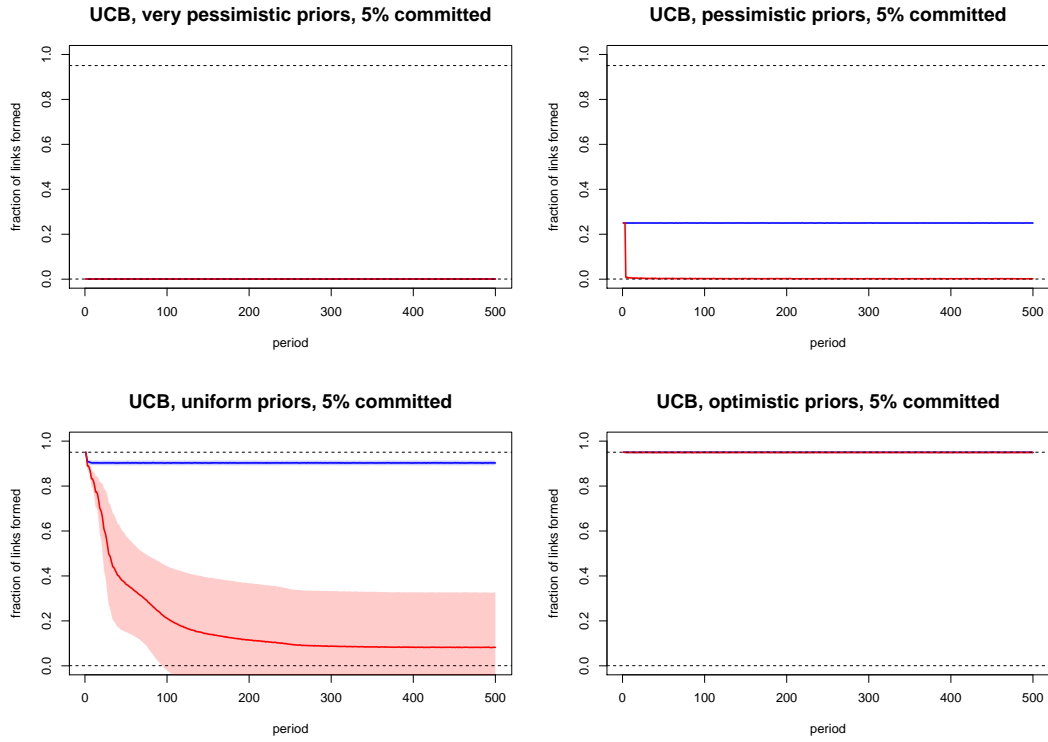 UCB, very pessimistic priors, 5% committed
fraction of links formed
0.0 0.2 0.4 0.6 0.8 1.0
0 100 200 300 400 500
period
UCB, pessimistic priors, 5% committed
fraction of links formed
0.0 0.2 0.4 0.6 0.8 1.0
0 100 200 300 400 500
period
UCB, uniform priors, 5% committed
fraction of links formed
0.0 0.2 0.4 0.6 0.8 1.0
0 100 200 300 400 500
period
UCB, optimistic priors, 5% committed
fraction of links formed
0.0 0.2 0.4 0.6 0.8 1.0
0 100 200 300 400 500
period